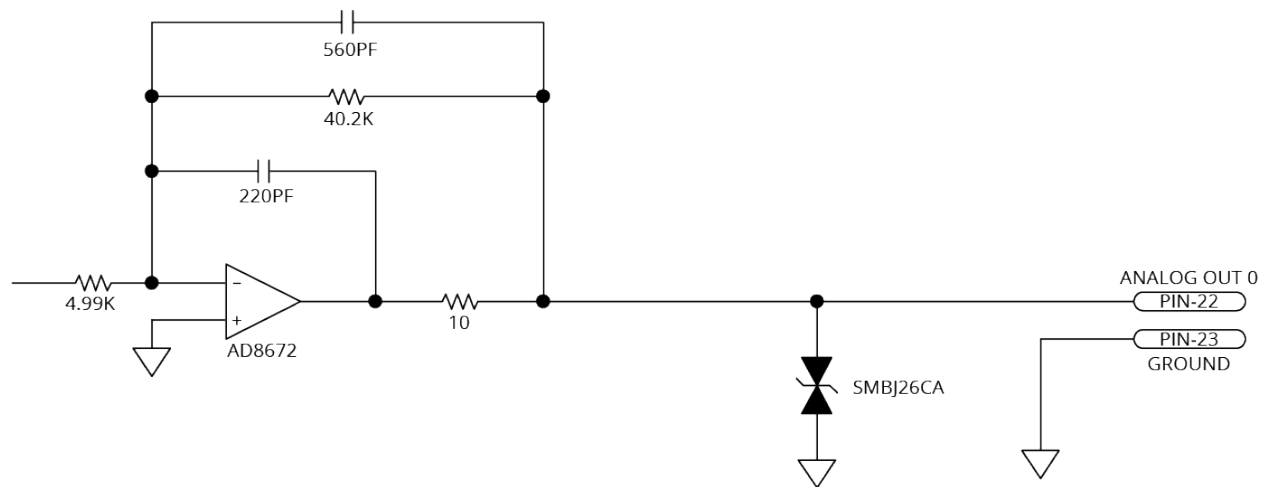 560PF
40.2K
220PF
4.99K
−
+
AD8672
10
SMBJ26CA
ANALOG OUT 0
PIN-22
PIN-23
GROUND